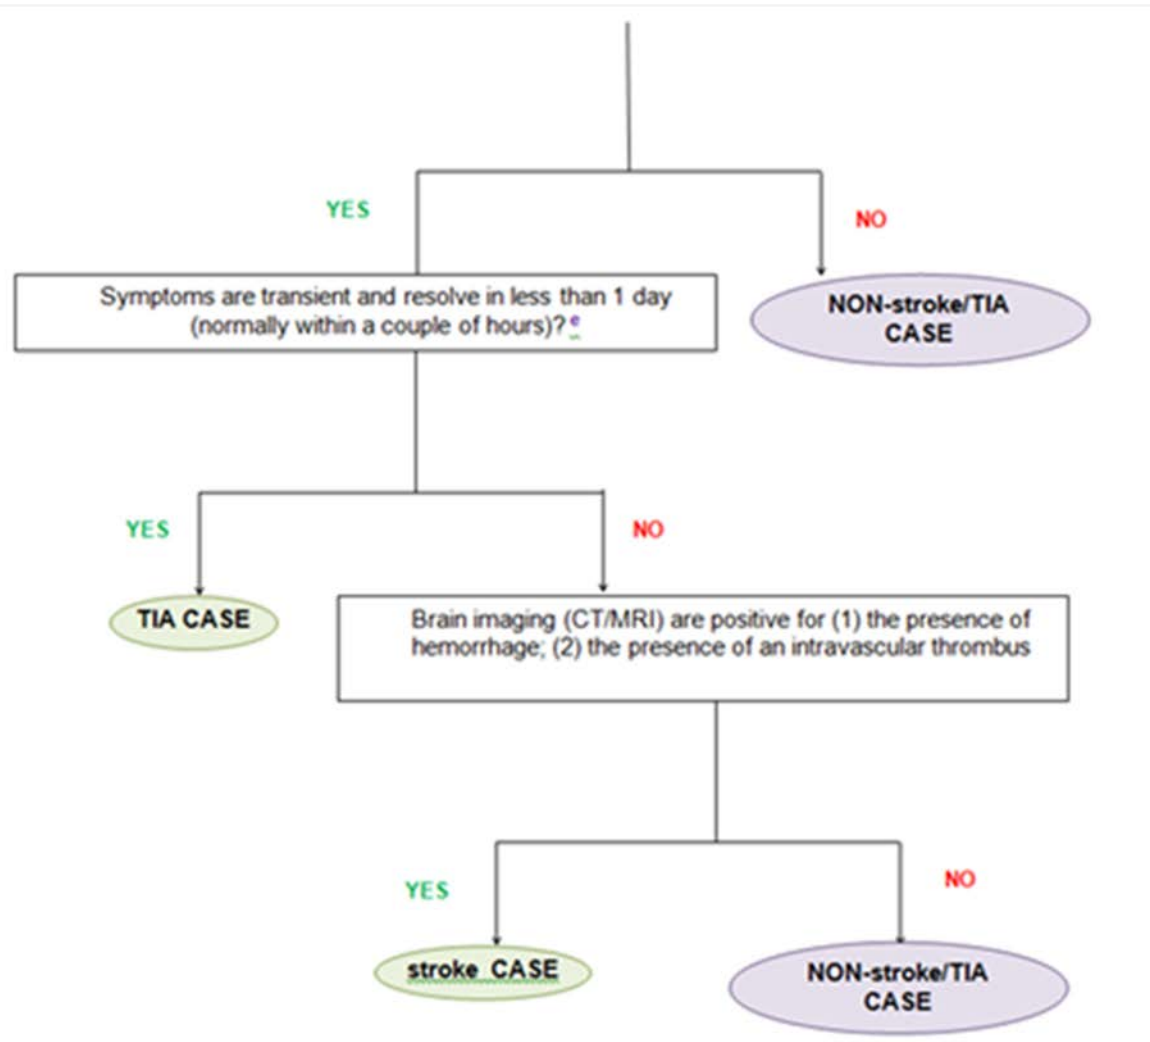 YES
NO
Symptoms are transient and resolve in less than 1 day
(normally within a couple of hours)? e
NON-stroke/TIA
CASE
YES
NO
TIA CASE
Brain imaging (CT/MRI) are positive for (1) the presence of
hemorrhage; (2) the presence of an intravascular thrombus
YES
NO
stroke CASE
NON-stroke/TIA
CASE